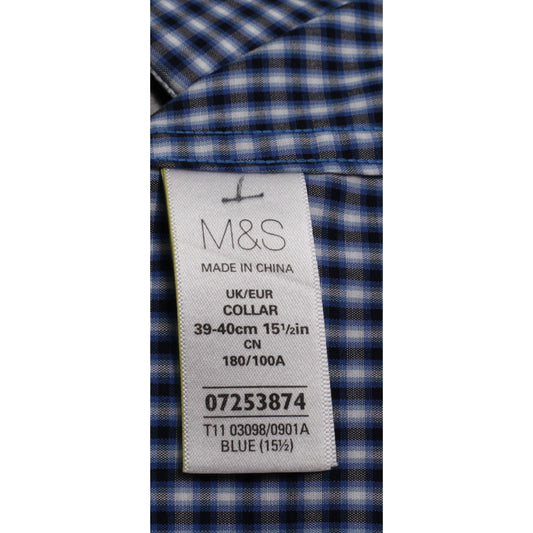 M&S
MADE IN CHINA
UK/EUR
COLLAR
39-40cm 15½in
CN
180/100A
07253874
T11 03098/0901A
BLUE (15½)